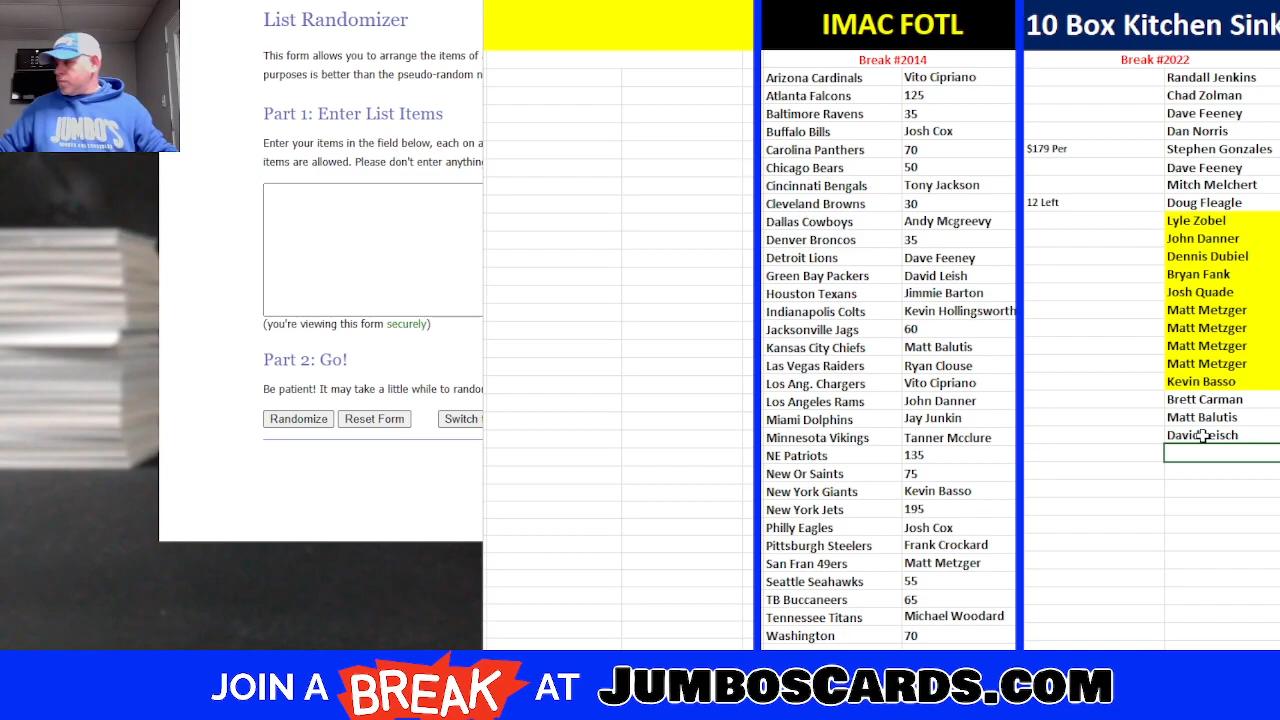 List Randomizer
This form allows you to arrange the items of
purposes is better than the pseudo-random n
Part 1: Enter List Items
Enter your items in the field below, each on a
items are allowed. Please don't enter anythin
(you're viewing this form securely)
Part 2: Go!
Be patient! It may take a little while to rando
Randomize Reset Form Switch
JUMBO'S
IMAC FOTL
Break #2014
Arizona Cardinals Vito Cipriano
Atlanta Falcons 125
Baltimore Ravens 35
Buffalo Bills Josh Cox
Carolina Panthers 70
Chicago Bears 50
Cincinnati Bengals Tony Jackson
Cleveland Browns 30
Dallas Cowboys Andy Mcgreevy
Denver Broncos 35
Detroit Lions Dave Feeney
Green Bay Packers David Leish
Houston Texans Jimmie Barton
Indianapolis Colts Kevin Hollingsworth
Jacksonville Jags 60
Kansas City Chiefs Matt Balutis
Las Vegas Raiders Ryan Clouse
Los Ang. Chargers Vito Cipriano
Los Angeles Rams John Danner
Miami Dolphins Jay Junkin
Minnesota Vikings Tanner Mcclure
NE Patriots 135
New Or Saints 75
New York Giants Kevin Basso
New York Jets 195
Philly Eagles Josh Cox
Pittsburgh Steelers Frank Crockard
San Fran 49ers Matt Metzger
Seattle Seahawks 55
TB Buccaneers 65
Tennessee Titans Michael Woodard
Washington 70
10 Box Kitchen Sink
Break #2022
Randall Jenkins
Chad Zolman
Dave Feeney
Dan Norris
$179 Per Stephen Gonzales
Dave Feeney
Mitch Melchert
12 Left Doug Fleagle
Lyle Zobel
John Danner
Dennis Dubiel
Bryan Fank
Josh Quade
Matt Metzger
Matt Metzger
Matt Metzger
Matt Metzger
Kevin Basso
Brett Carman
Matt Balutis
David
JOIN A BREAK AT JUMBOSCARDS.COM